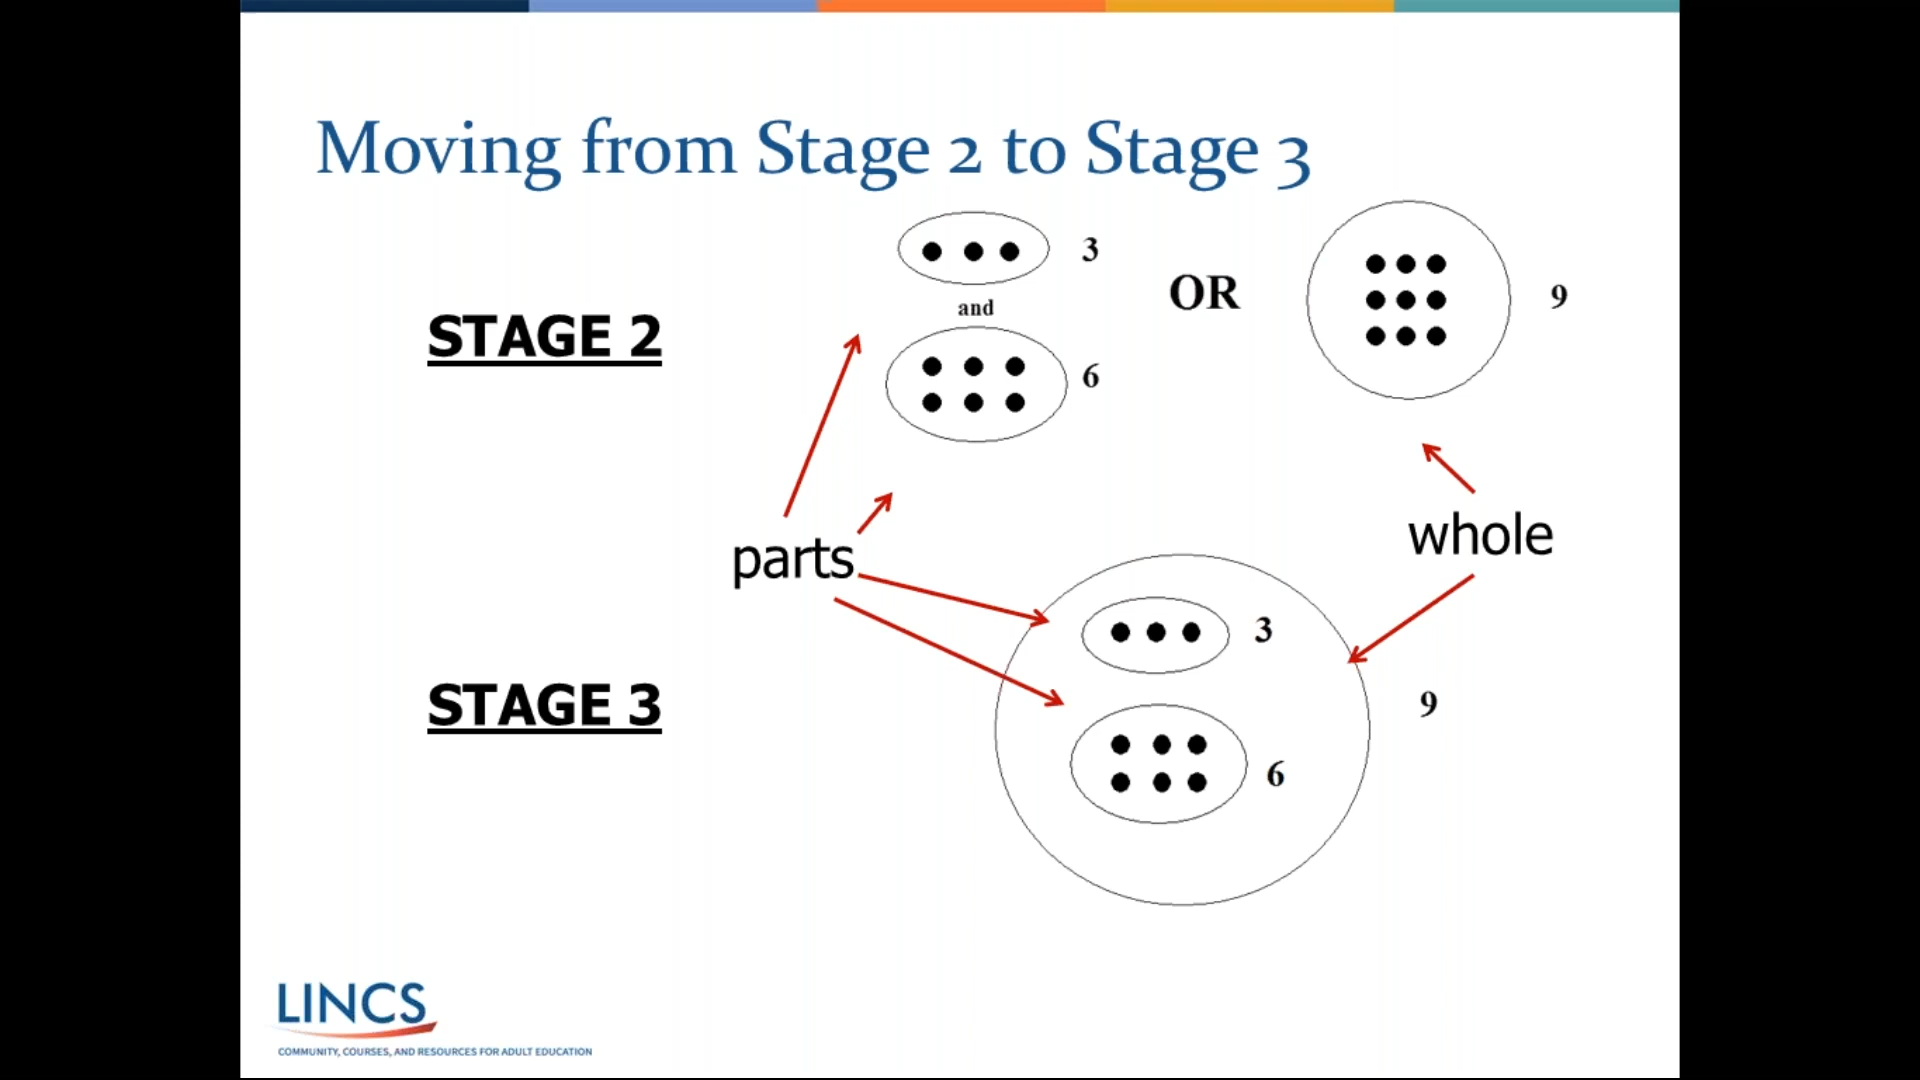 Moving from Stage 2 to Stage 3
STAGE 2
3
and
6
OR
9
parts
whole
STAGE 3
3
6
9
LINCS
COMMUNITY, COURSES, AND RESOURCES FOR ADULT EDUCATION